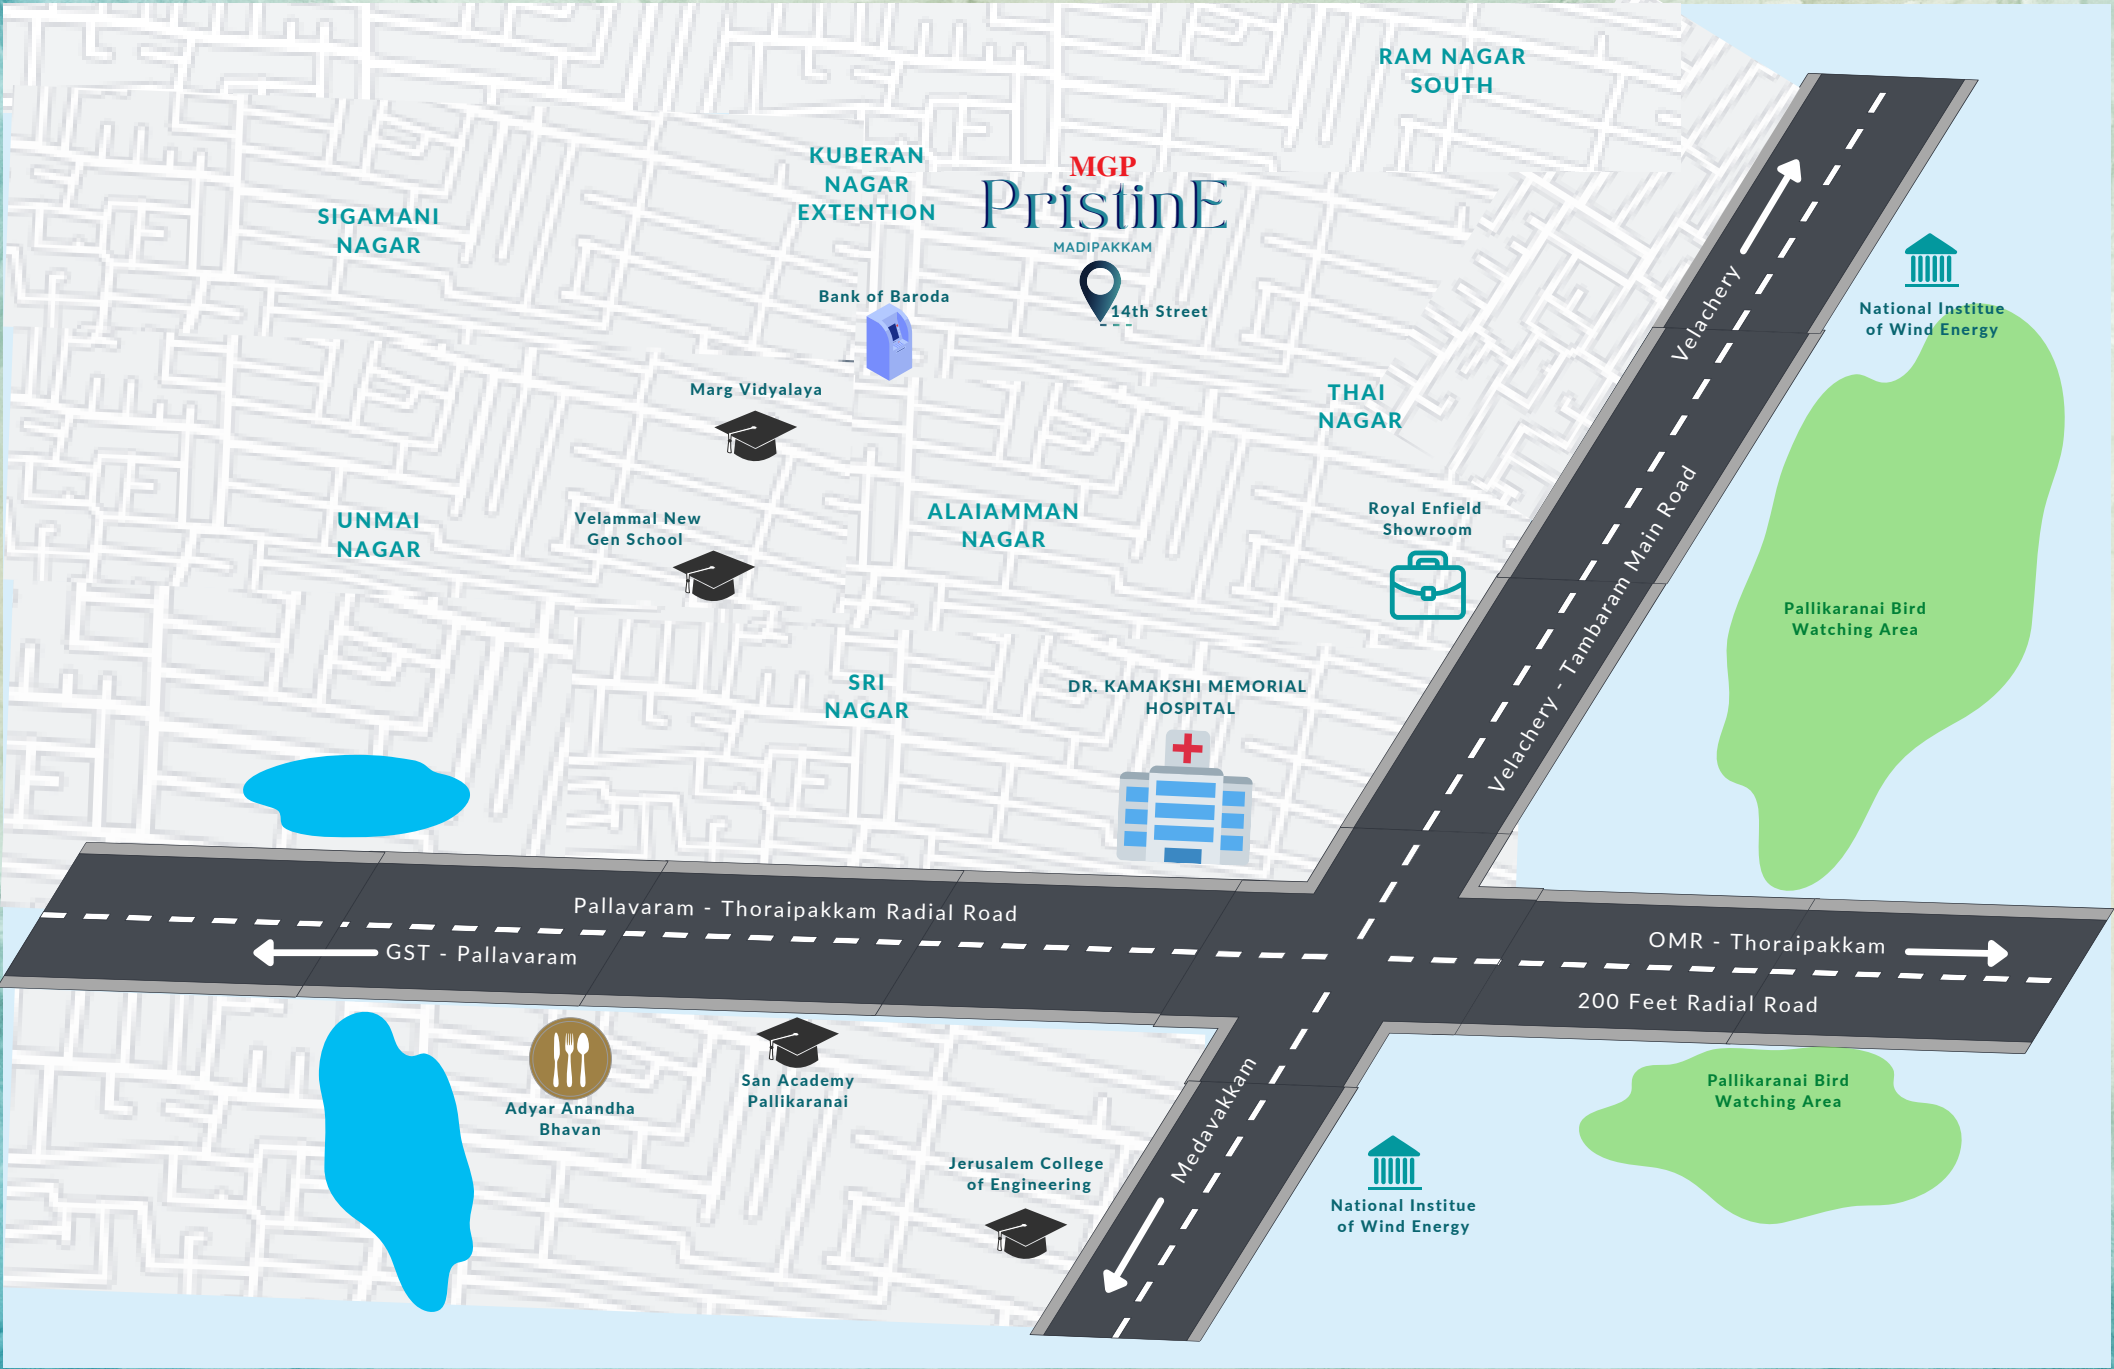 RAM NAGAR
SOUTH
KUBERAN
NAGAR
EXTENTION
MGP
PristinE
MADIPAKKAM
14th Street
SIGAMANI
NAGAR
Bank of Baroda
Velachery
National Institue
of Wind Energy
Marg Vidyalaya
THAI
NAGAR
UNMAI
NAGAR
Velammal New
Gen School
ALAIAMMAN
NAGAR
Royal Enfield
Showroom
Velachery - Tambaram Main Road
Pallikaranai Bird
Watching Area
SRI
NAGAR
DR. KAMAKSHI MEMORIAL
HOSPITAL
Pallavaram - Thoraipakkam Radial Road
GST - Pallavaram
OMR - Thoraipakkam
200 Feet Radial Road
Adyar Anandha
Bhavan
San Academy
Pallikaranai
Medavakkam
Pallikaranai Bird
Watching Area
Jerusalem College
of Engineering
National Institue
of Wind Energy